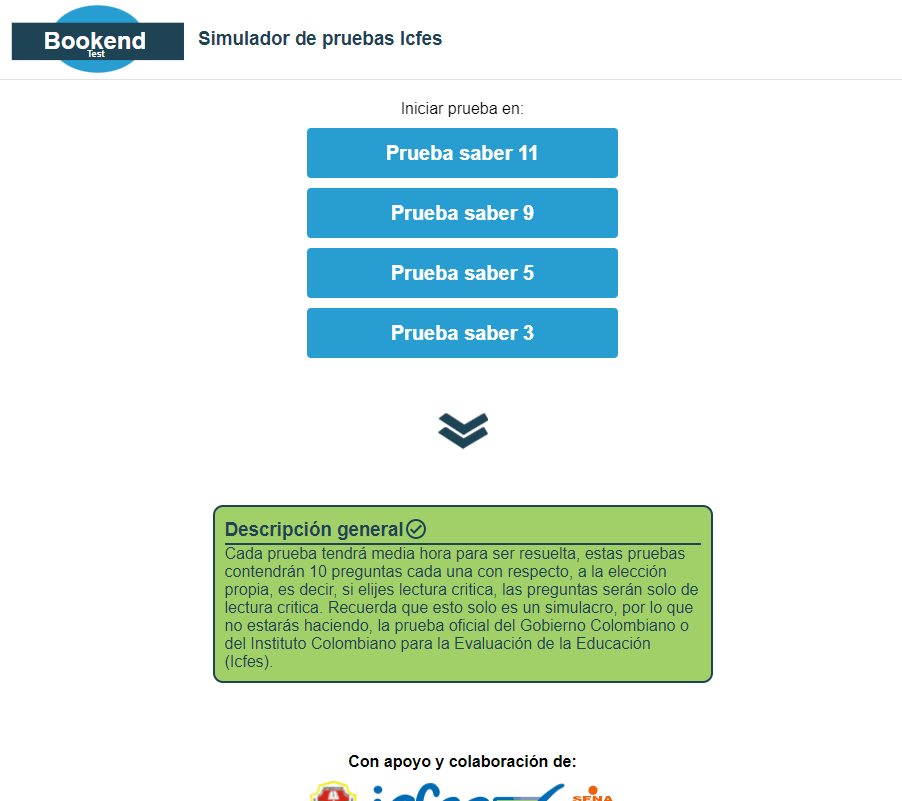 Bookend
Test
Simulador de pruebas Icfes
Iniciar prueba en:
Prueba saber 11
Prueba saber 9
Prueba saber 5
Prueba saber 3
Descripción general
Cada prueba tendrá media hora para ser resuelta, estas pruebas
contendrán 10 preguntas cada una con respecto, a la elección
propia, es decir, si elijes lectura critica, las preguntas serán solo de
lectura critica. Recuerda que esto solo es un simulacro, por lo que
no estarás haciendo, la prueba oficial del Gobierno Colombiano o
del Instituto Colombiano para la Evaluación de la Educación
(Icfes).
Con apoyo y colaboración de:
icfes
SENA